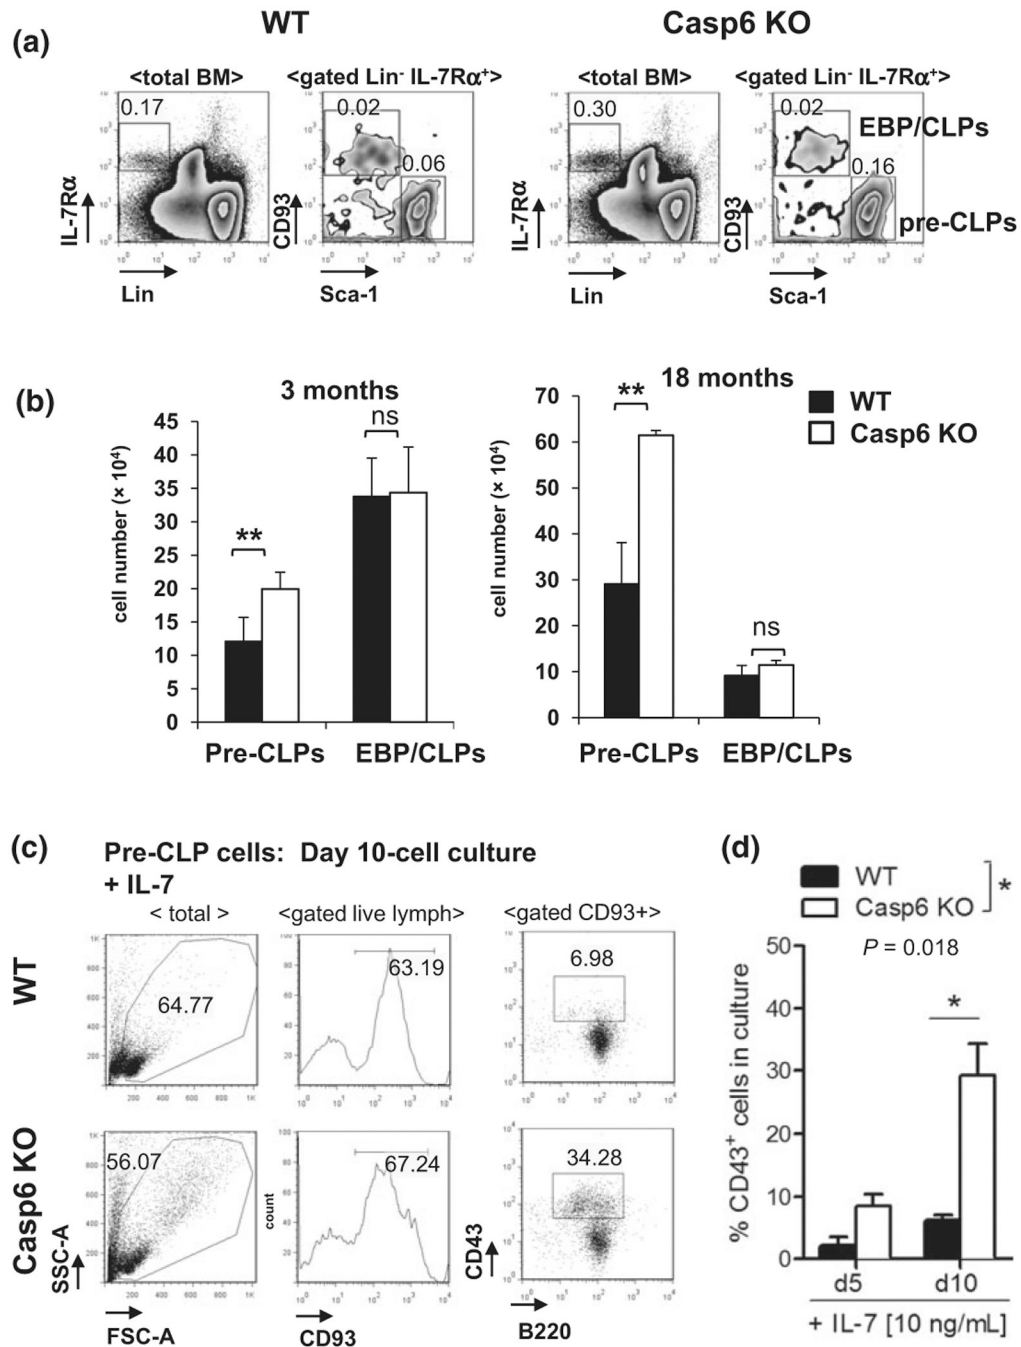 (a)
WT
Casp6 KO
<total BM>
<gated Lin⁻ IL-7Rα⁺>
<total BM>
<gated Lin⁻ IL-7Rα⁺>
0.17
0.02
0.06
0.30
0.02
0.16
EBP/CLPs
pre-CLPs
IL-7Rα
CD93
IL-7Rα
CD93
Lin
Sca-1
Lin
Sca-1
(b)
3 months
18 months
WT
Casp6 KO
cell number (× 10⁴)
45
40
35
30
25
20
15
10
5
0
**
ns
Pre-CLPs
EBP/CLPs
cell number (× 10⁴)
70
60
50
40
30
20
10
0
**
ns
Pre-CLPs
EBP/CLPs
(c)
Pre-CLP cells: Day 10-cell culture
+ IL-7
< total >
<gated live lymph>
<gated CD93+>
WT
64.77
63.19
6.98
Casp6 KO
56.07
67.24
34.28
SSC-A
count
CD43
FSC-A
CD93
B220
(d)
WT
Casp6 KO
*
P = 0.018
% CD43⁺ cells in culture
50
40
30
20
10
0
*
d5
d10
+ IL-7 [10 ng/mL]